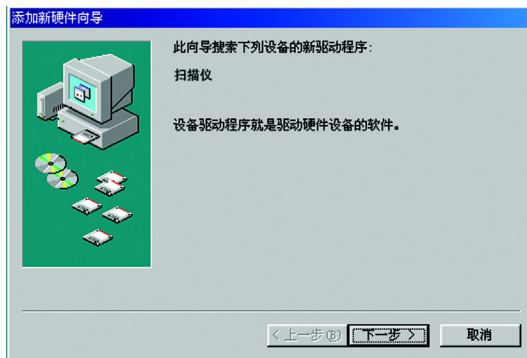 添加新硬件向导
此向导搜索下列设备的新驱动程序:
扫描仪
设备驱动程序就是驱动硬件设备的软件。
< 上一步(B) 下一步 > 取消